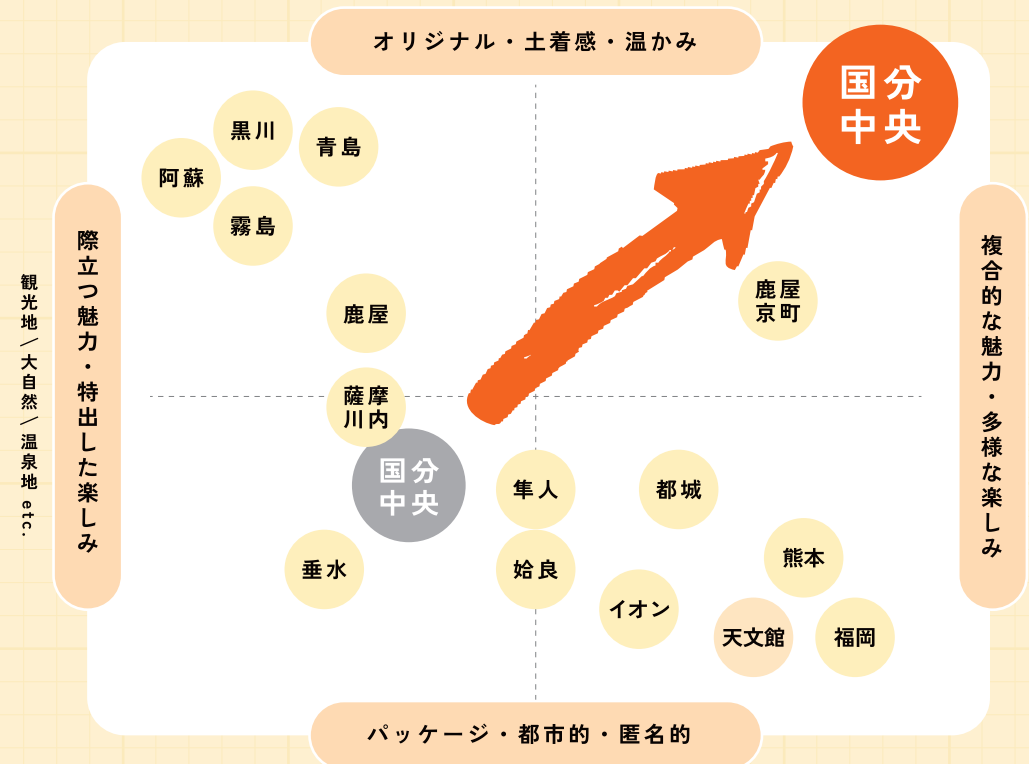 オリジナル・土着感・温かみ
国分
中央
黒川
青島
阿蘇
霧島
際立つ魅力・特出した楽しみ
観光地\大自然\温泉地 etc.
複合的な魅力・多様な楽しみ
鹿屋
鹿屋
京町
薩摩
川内
国分
中央
隼人
都城
垂水
姶良
熊本
イオン
天文館
福岡
パッケージ・都市的・匿名的